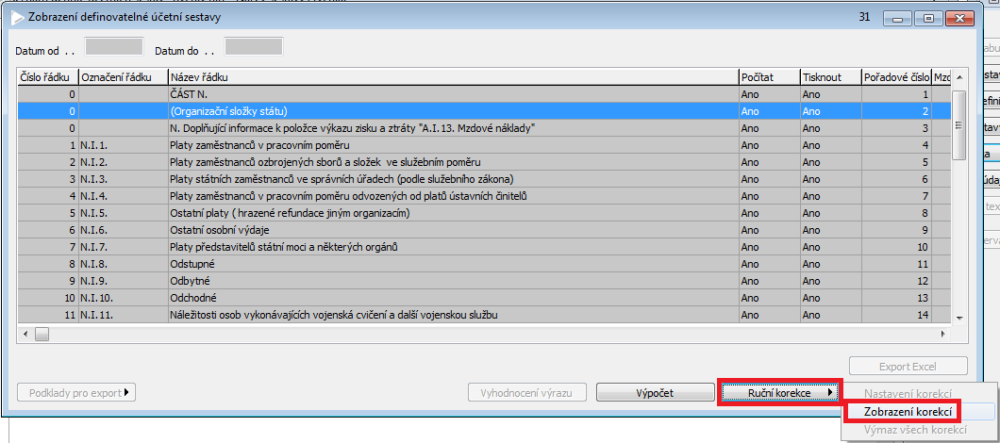 Zobrazení definovatelné účetní sestavy 31
Datum od . . Datum do . .
Číslo řádku Označení řádku Název řádku Počítat Tisknout Pořadové číslo Mzd
0 ČÁST N. Ano Ano 1
0 (Organizační složky státu) Ano Ano 2
0 N. Doplňující informace k položce výkazu zisku a ztráty "A.I.13. Mzdové náklady" Ano Ano 3
1 N.I.1. Platy zaměstnanců v pracovním poměru Ano Ano 4
2 N.I.2. Platy zaměstnanců ozbrojených sborů a složek ve služebním poměru Ano Ano 5
3 N.I.3. Platy státních zaměstnanců ve správních úřadech (podle služebního zákona) Ano Ano 6
4 N.I.4. Platy zaměstnanců v pracovním poměru odvozených od platů ústavních činitelů Ano Ano 7
5 N.I.5. Ostatní platy ( hrazené refundace jiným organizacím) Ano Ano 8
6 N.I.6. Ostatní osobní výdaje Ano Ano 9
7 N.I.7. Platy představitelů státní moci a některých orgánů Ano Ano 10
8 N.I.8. Odstupné Ano Ano 11
9 N.I.9. Odbytné Ano Ano 12
10 N.I.10. Odchodné Ano Ano 13
11 N.I.11. Náležitosti osob vykonávajících vojenská cvičení a další vojenskou službu Ano Ano 14
Export Excel
Podklady pro export Vyhodnocení výrazu Výpočet Ruční korekce
Nastavení korekcí
Zobrazení korekcí
Výmaz všech korekcí